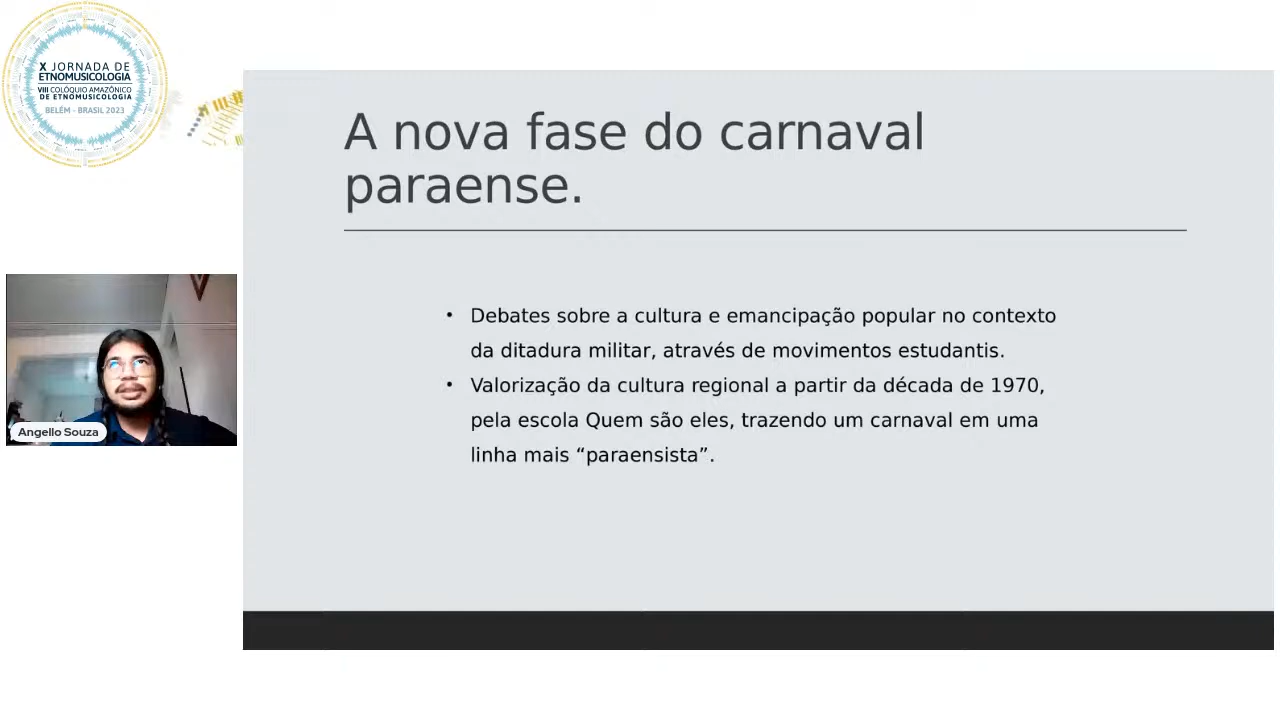 X JORNADA DE
ETNOMUSICOLOGIA
VIII COLÓQUIO AMAZÔNICO
DE ETNOMUSICOLOGIA
BELÉM - BRASIL 2023
A nova fase do carnaval
paraense.
• Debates sobre a cultura e emancipação popular no contexto
da ditadura militar, através de movimentos estudantis.
• Valorização da cultura regional a partir da década de 1970,
pela escola Quem são eles, trazendo um carnaval em uma
linha mais “paraensista”.
Angello Souza